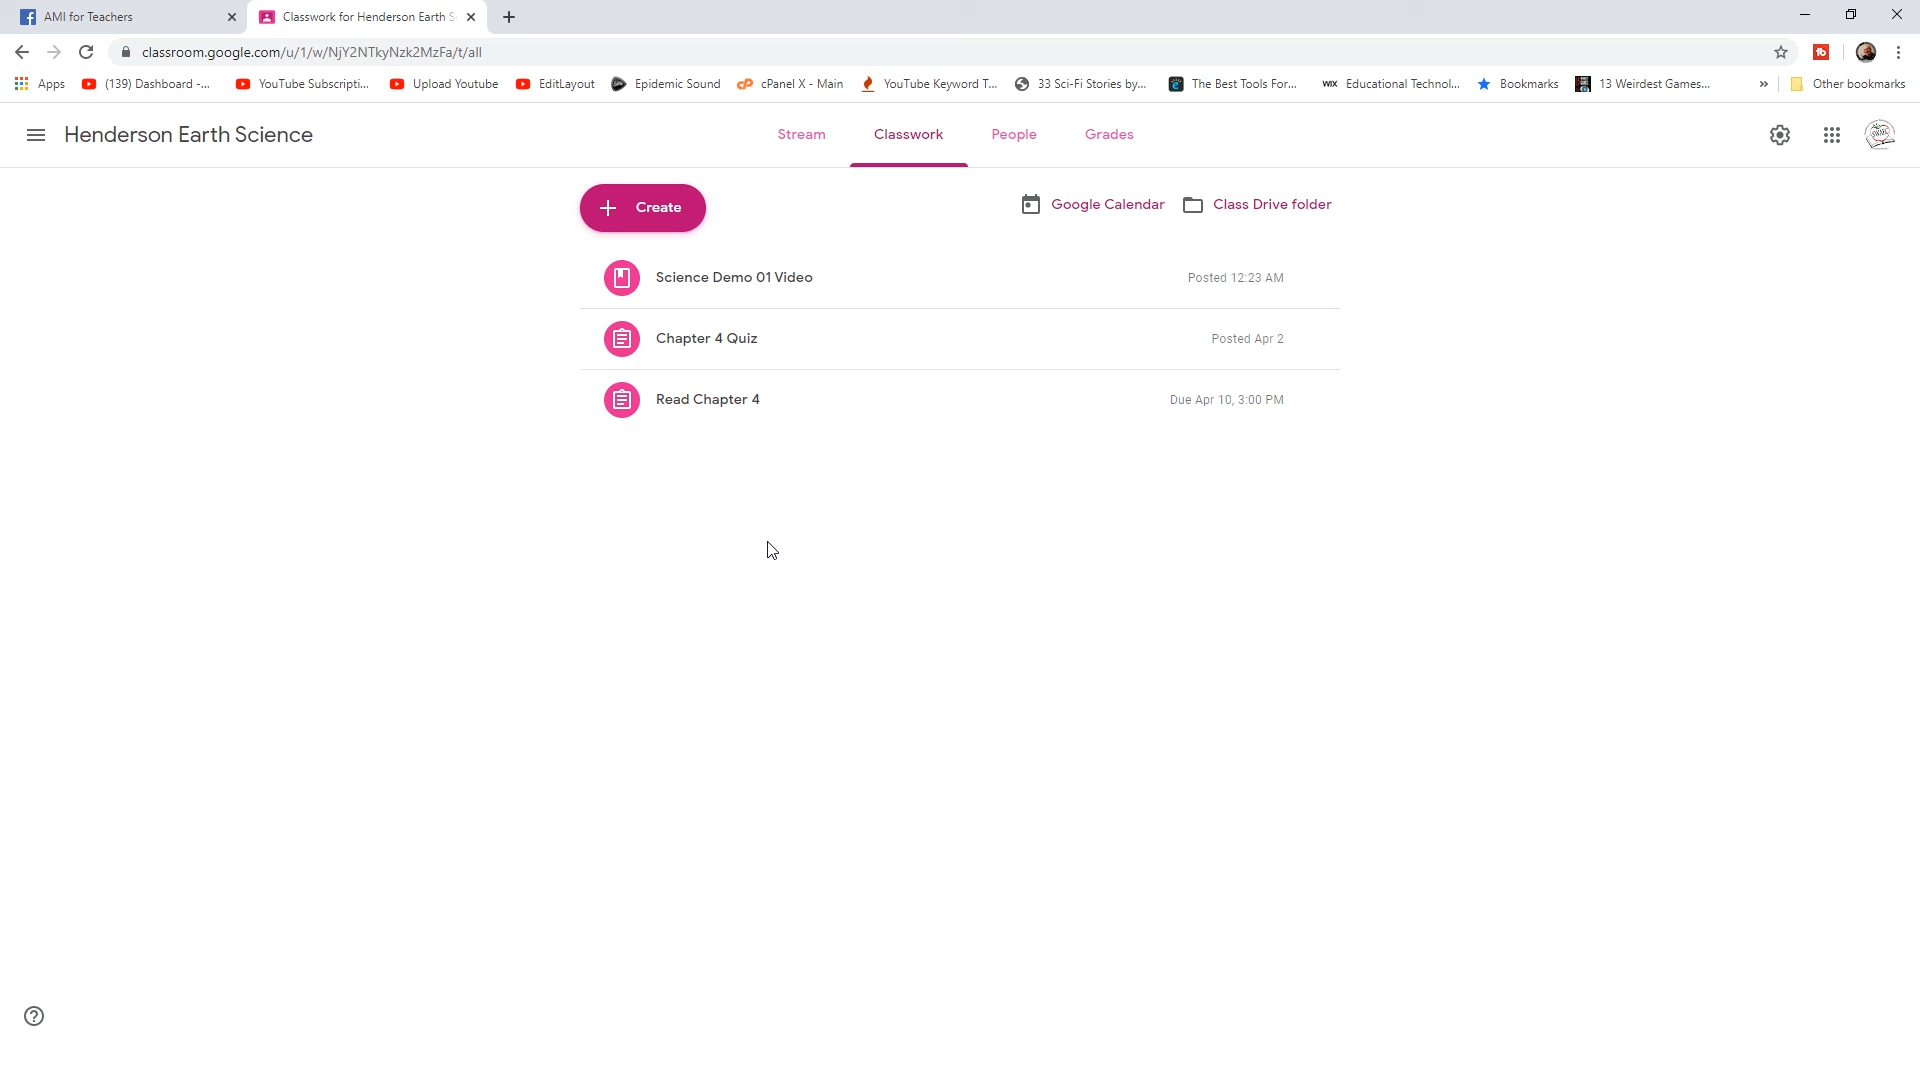 AMI for Teachers
Classwork for Henderson Earth S
classroom.google.com/u/1/w/NjY2NTkyNzk2MzFa/t/all
Apps (139) Dashboard -... YouTube Subscripti... Upload Youtube EditLayout Epidemic Sound cPanel X - Main YouTube Keyword T... 33 Sci-Fi Stories by... The Best Tools For... WIX Educational Technol... Bookmarks 13 Weirdest Games... » Other bookmarks
Henderson Earth Science
Stream Classwork People Grades
Create
Google Calendar
Class Drive folder
Science Demo 01 Video Posted 12:23 AM
Chapter 4 Quiz Posted Apr 2
Read Chapter 4 Due Apr 10, 3:00 PM